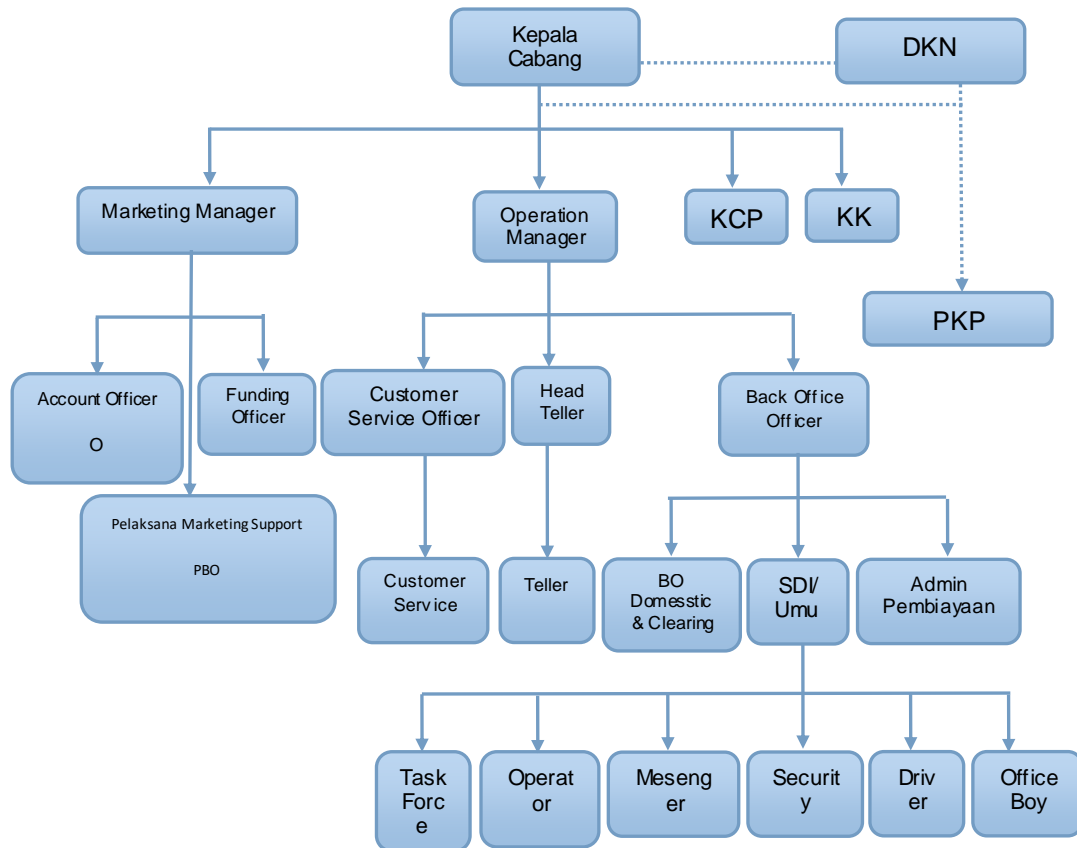 Kepala
Cabang
DKN
Marketing Manager
Operation
Manager
KCP
KK
PKP
Account Officer
O
Funding
Officer
Customer
Service Officer
Head
Teller
Back Office
Officer
Pelaksana Marketing Support
PBO
Customer
Service
Teller
BO
Domesstic
& Clearing
SDI/
Umu
Admin
Pembiayaan
Task
Forc
e
Operat
or
Meseng
er
Securit
y
Driv
er
Office
Boy